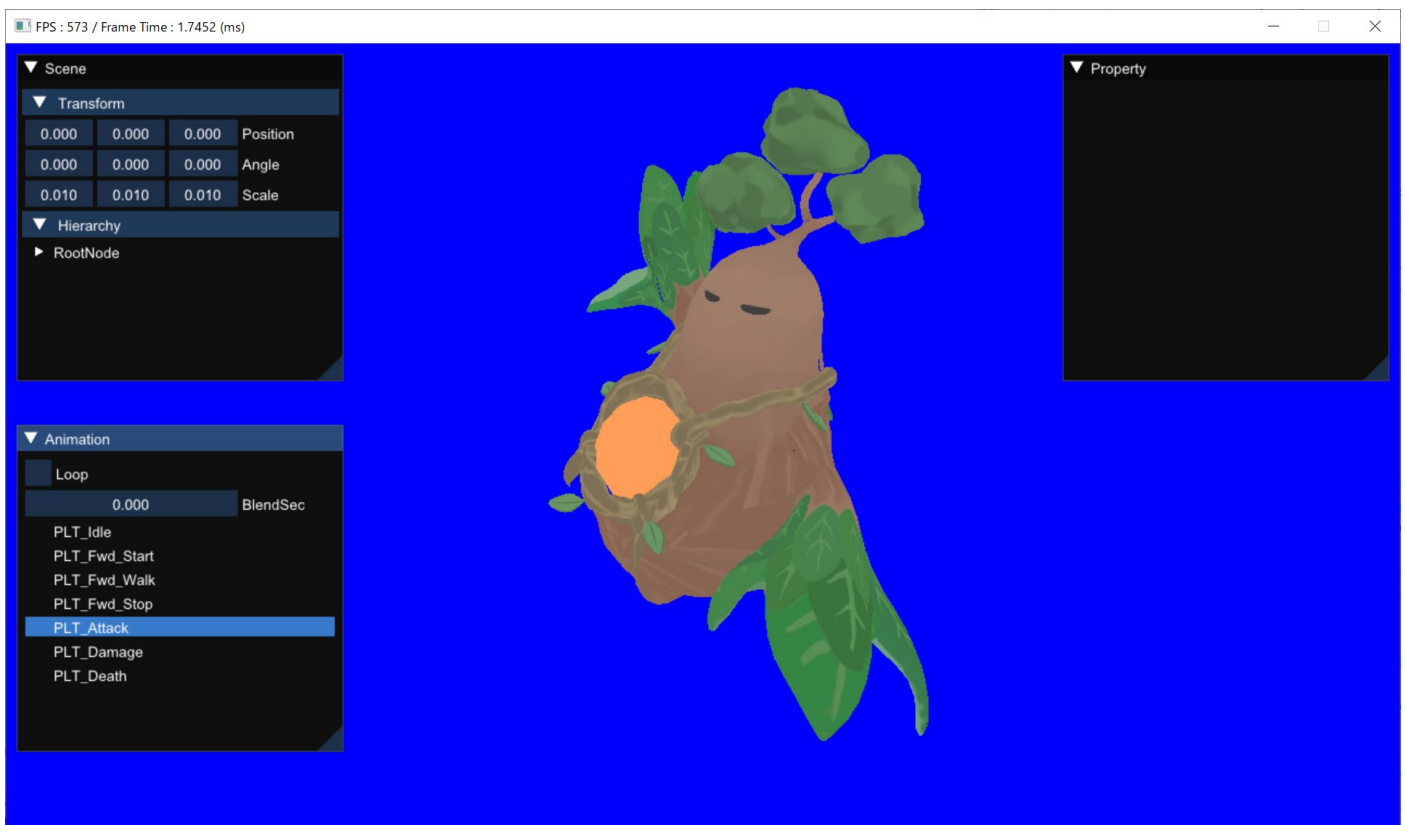 FPS : 573 / Frame Time : 1.7452 (ms)
Scene
Transform
0.000 0.000 0.000 Position
0.000 0.000 0.000 Angle
0.010 0.010 0.010 Scale
Hierarchy
RootNode
Animation
Loop
0.000 BlendSec
PLT_Idle
PLT_Fwd_Start
PLT_Fwd_Walk
PLT_Fwd_Stop
PLT_Attack
PLT_Damage
PLT_Death
Property